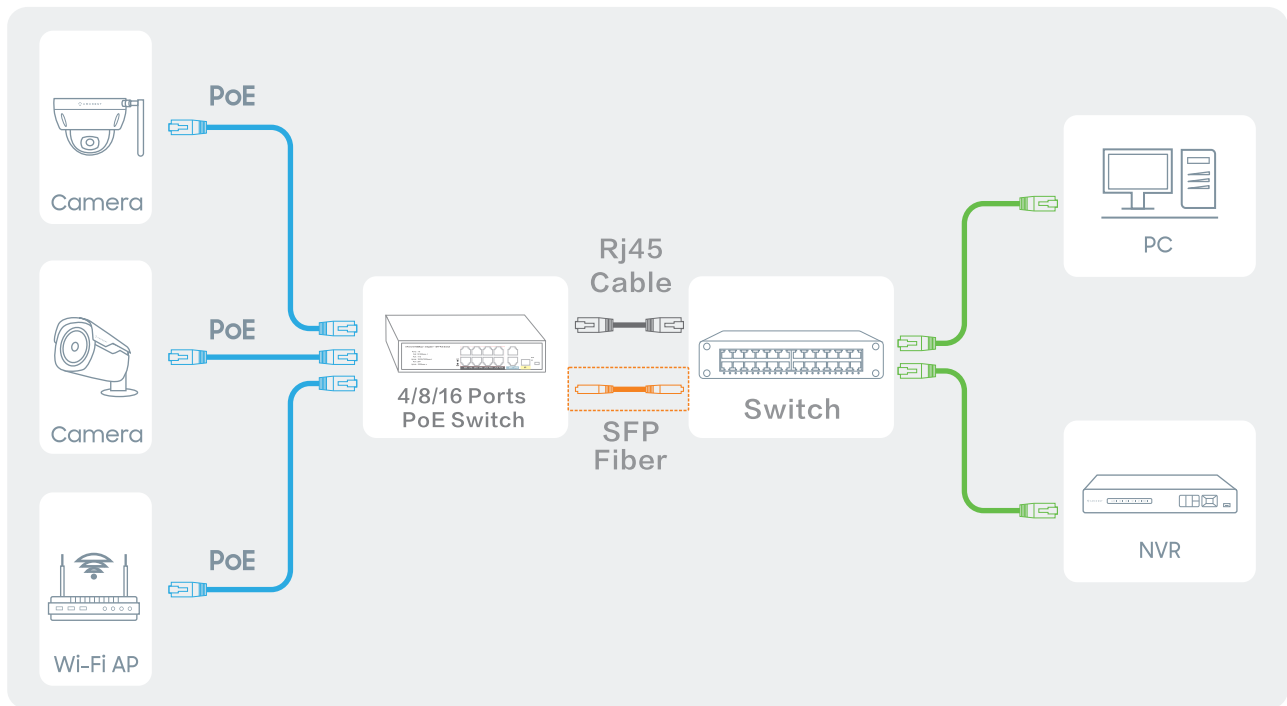 PoE
AMCREST
Camera
Rj45
Cable
PC
PoE
4/8/16 Ports
PoE Switch
Switch
SFP
Fiber
Camera
PoE
NVR
Wi-Fi AP